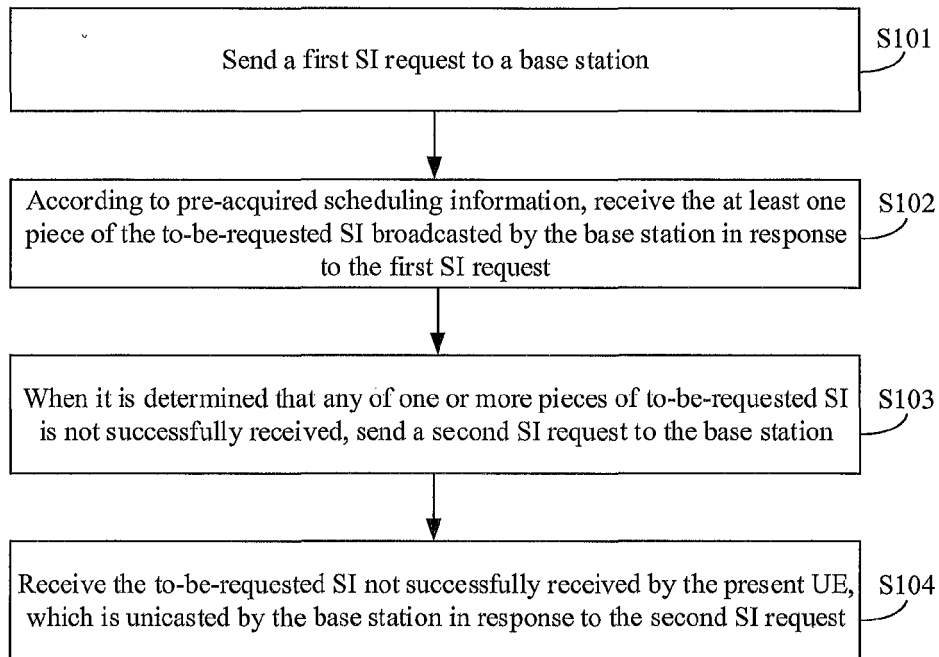 Send a first SI request to a base station
S101
According to pre-acquired scheduling information, receive the at least one
piece of the to-be-requested SI broadcasted by the base station in response
to the first SI request
S102
When it is determined that any of one or more pieces of to-be-requested SI
is not successfully received, send a second SI request to the base station
S103
Receive the to-be-requested SI not successfully received by the present UE,
which is unicasted by the base station in response to the second SI request
S104